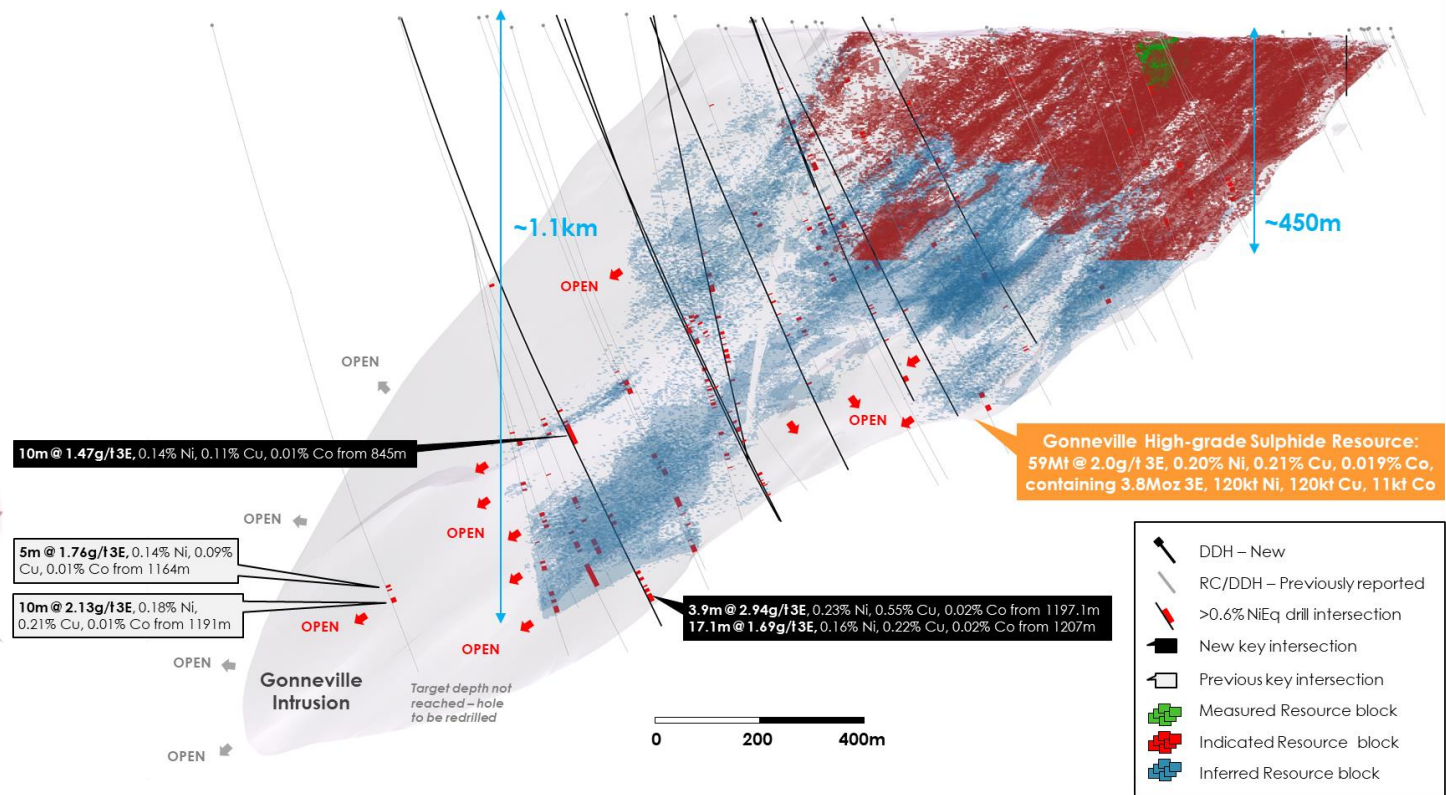 ~1.1km
~450m
OPEN
OPEN
OPEN
10m @ 1.47g/t 3E, 0.14% Ni, 0.11% Cu, 0.01% Co from 845m
Gonneville High-grade Sulphide Resource:
59Mt @ 2.0g/t 3E, 0.20% Ni, 0.21% Cu, 0.019% Co,
containing 3.8Moz 3E, 120kt Ni, 120kt Cu, 11kt Co
OPEN
OPEN
5m @ 1.76g/t 3E, 0.14% Ni, 0.09%
Cu, 0.01% Co from 1164m
10m @ 2.13g/t 3E, 0.18% Ni,
0.21% Cu, 0.01% Co from 1191m
3.9m @ 2.94g/t 3E, 0.23% Ni, 0.55% Cu, 0.02% Co from 1197.1m
17.1m @ 1.69g/t 3E, 0.16% Ni, 0.22% Cu, 0.02% Co from 1207m
OPEN
OPEN
OPEN
Gonneville
Intrusion
Target depth not
reached – hole
to be redrilled
OPEN
0 200 400m
DDH – New
RC/DDH – Previously reported
>0.6% NiEq drill intersection
New key intersection
Previous key intersection
Measured Resource block
Indicated Resource block
Inferred Resource block